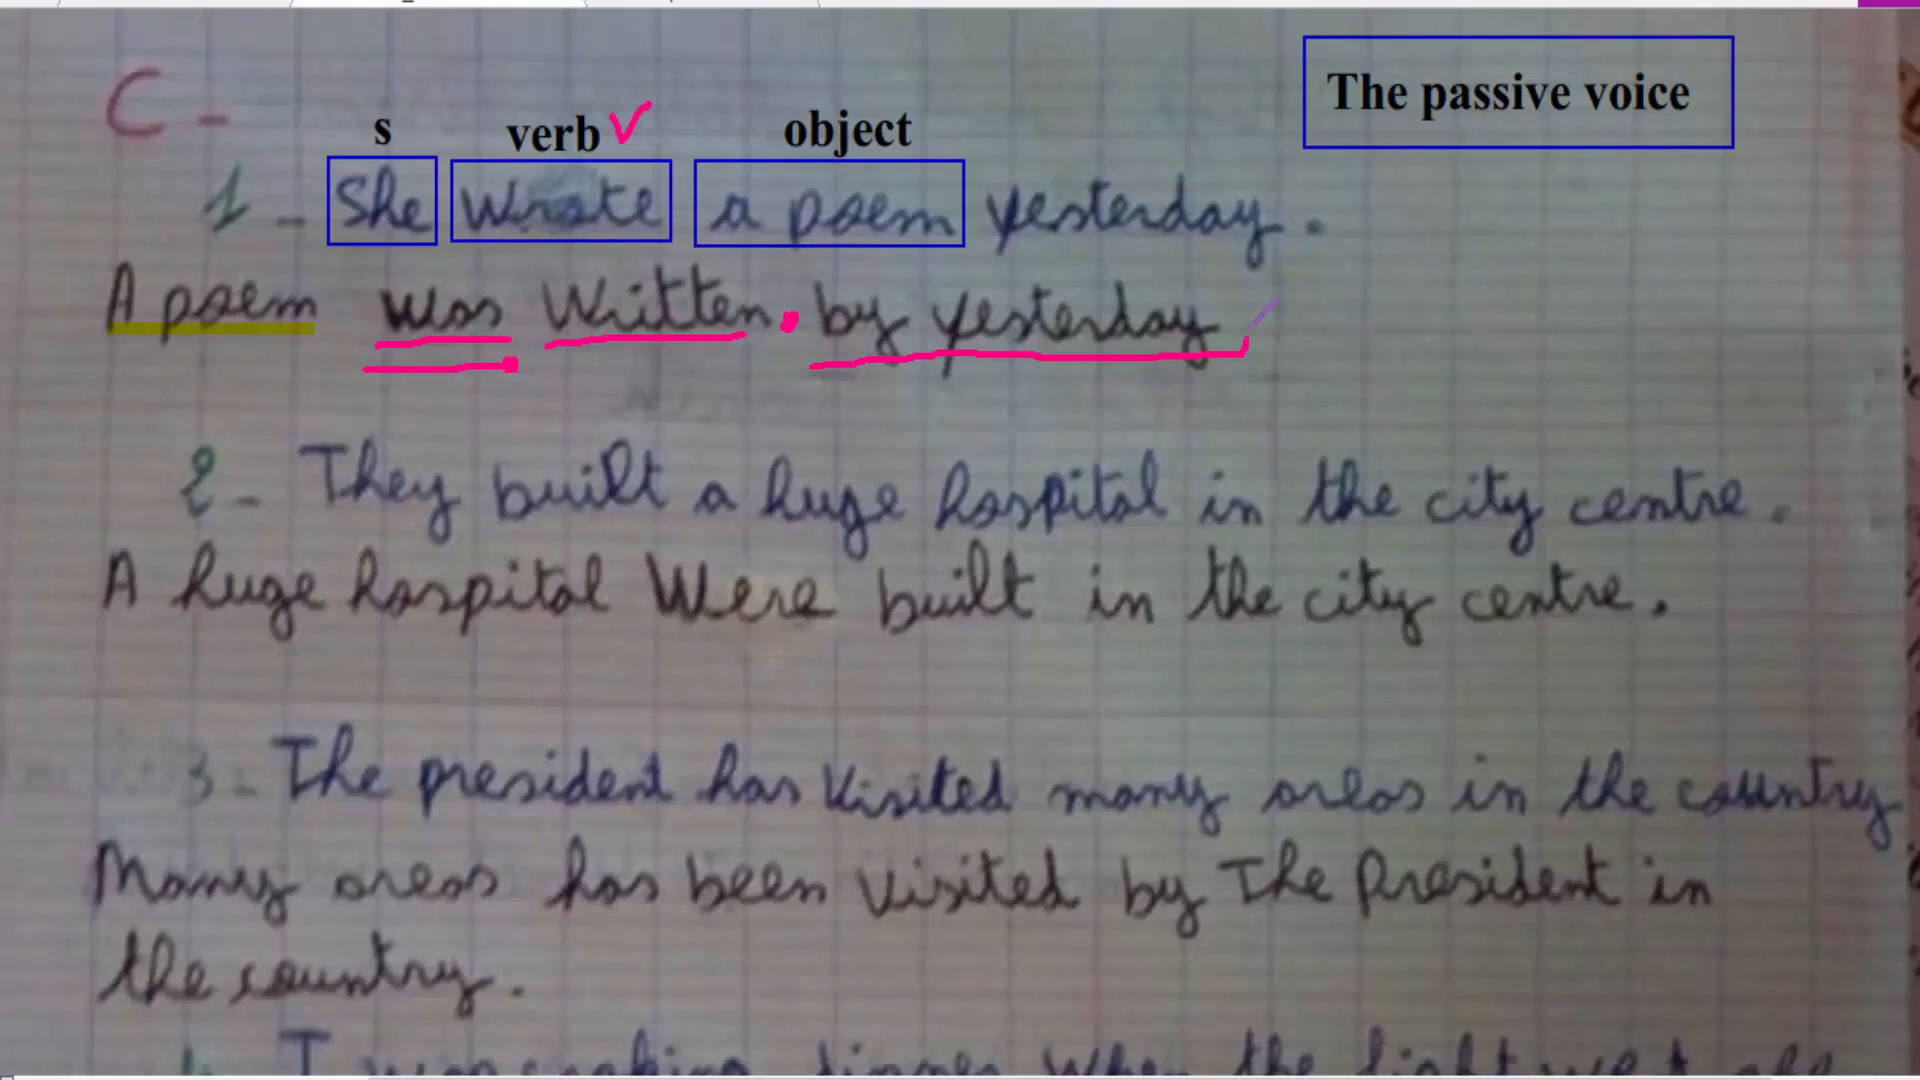 The passive voice
C-
s verb object
1- She wrote a poem yesterday.
A poem was written. by yesterday
2- They built a huge hospital in the city centre.
A huge hospital Were built in the city centre.
3- The president has visited many areas in the country
Many areas has been visited by The President in
the country.